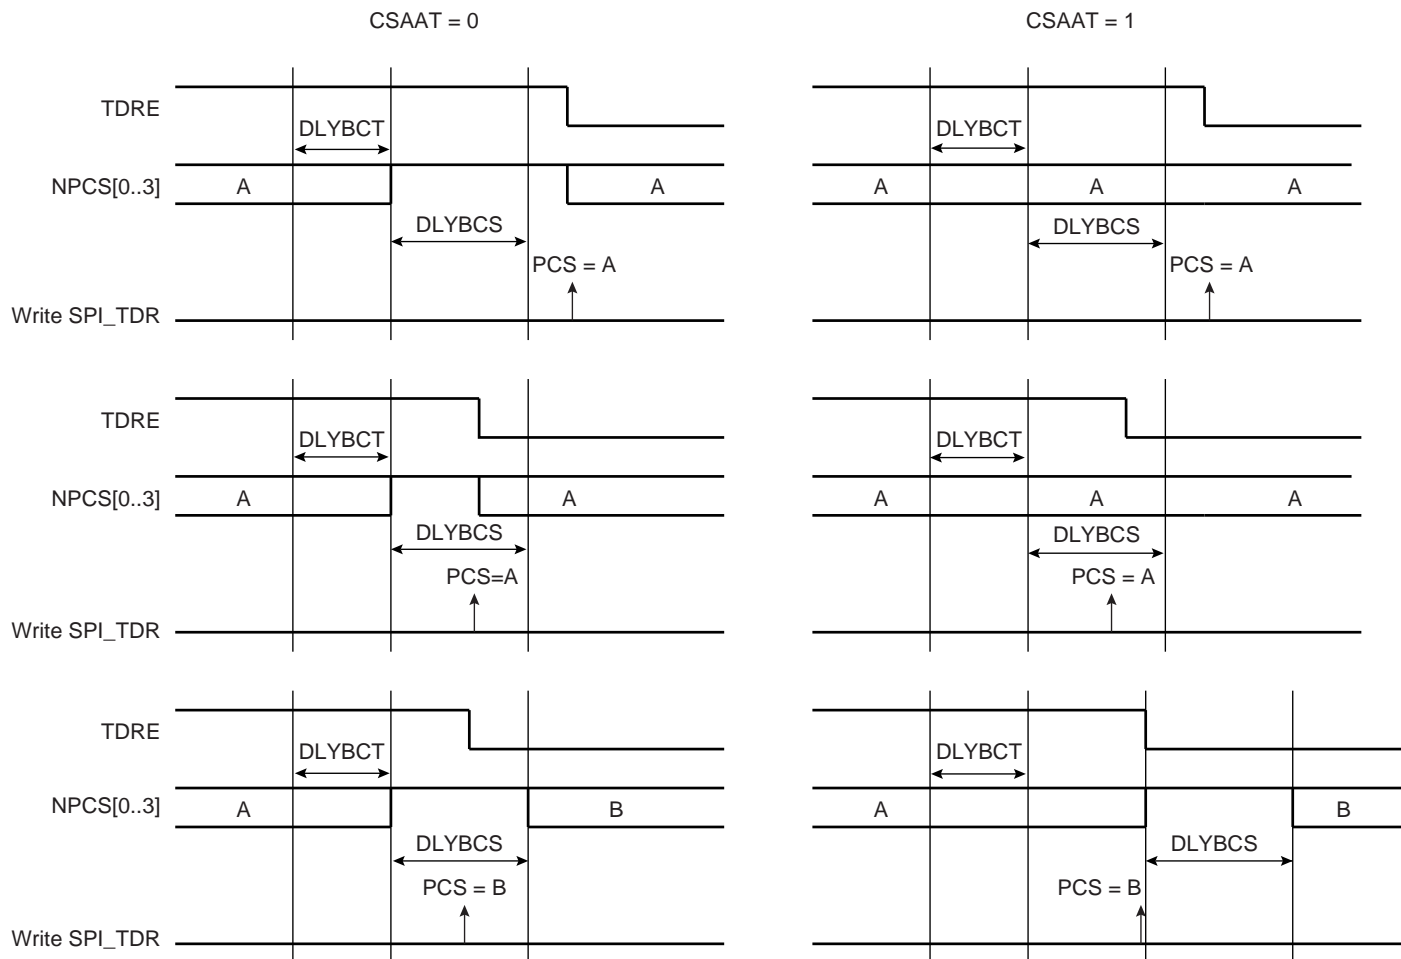 CSAAT = 0
CSAAT = 1
TDRE
DLYBCT
DLYBCT
NPCS[0..3]
A
A
A
A
A
DLYBCS
DLYBCS
PCS = A
PCS = A
Write SPI_TDR
TDRE
DLYBCT
DLYBCT
NPCS[0..3]
A
A
A
A
A
DLYBCS
DLYBCS
PCS=A
PCS = A
Write SPI_TDR
TDRE
DLYBCT
DLYBCT
NPCS[0..3]
A
B
A
B
DLYBCS
DLYBCS
PCS = B
PCS = B
Write SPI_TDR